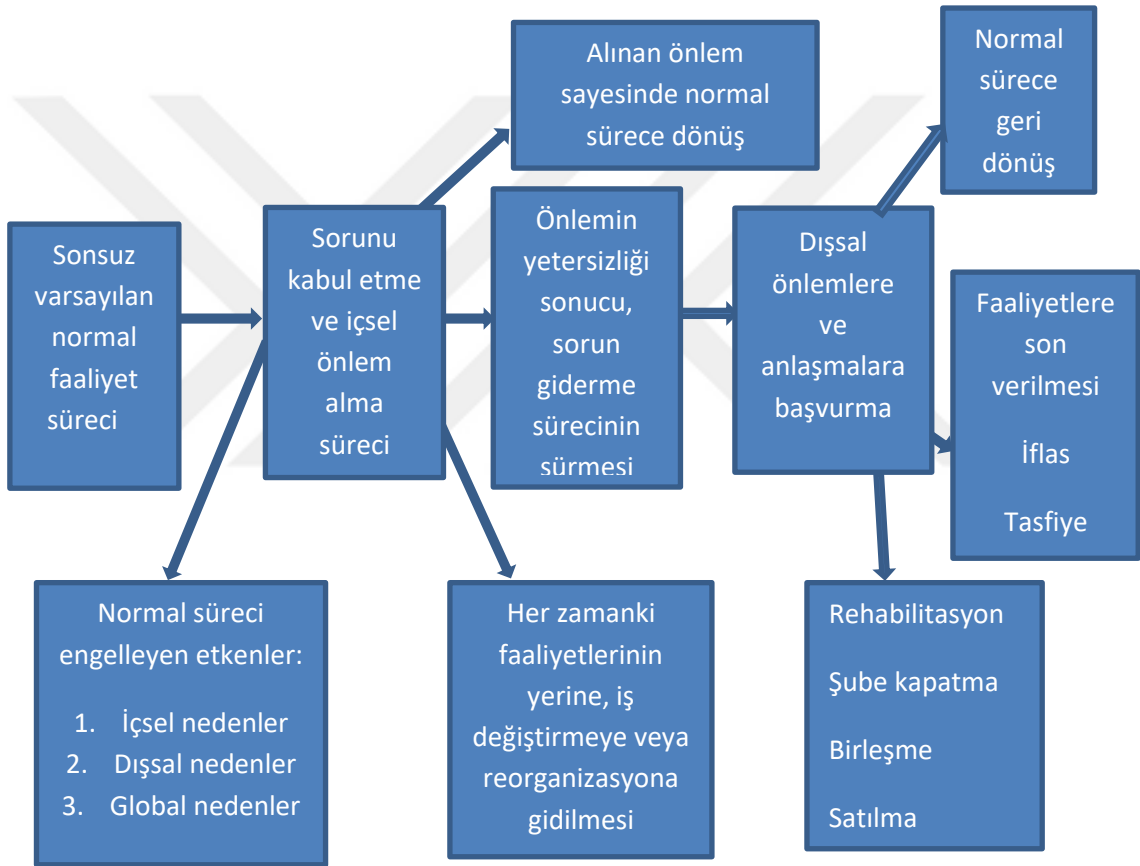 Alınan önlem
sayesinde normal
sürece dönüş
Normal
sürece
geri
dönüş
Sonsuz
varsayılan
normal
faaliyet
süreci
Sorunu
kabul etme
ve içsel
önlem
alma
süreci
Önlemin
yetersizliği
sonucu,
sorun
giderme
sürecinin
sürmesi
Dışsal
önlemlere
ve
anlaşmalara
başvurma
Faaliyetlere
son
verilmesi
İflas
Tasfiye
Normal süreci
engelleyen etkenler:
1. İçsel nedenler
2. Dışsal nedenler
3. Global nedenler
Her zamanki
faaliyetlerinin
yerine, iş
değiştirmeye veya
reorganizasyona
gidilmesi
Rehabilitasyon
Şube kapatma
Birleşme
Satılma